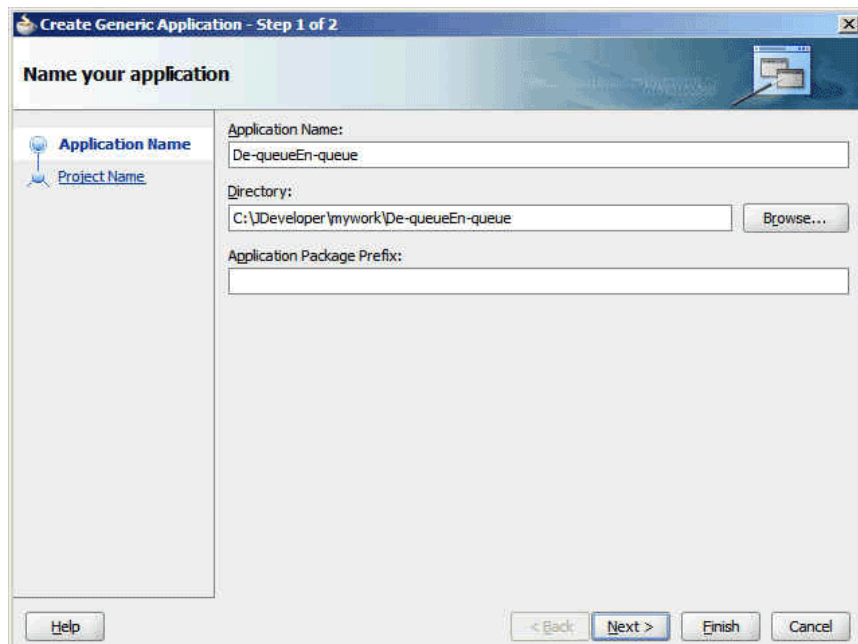 Create Generic Application - Step 1 of 2
Name your application
Application Name
Project Name
Application Name:
De-queueEn-queue
Directory:
C:\JDeveloper\mywork\De-queueEn-queue
Browse...
Application Package Prefix:
Help
< Back
Next >
Finish
Cancel